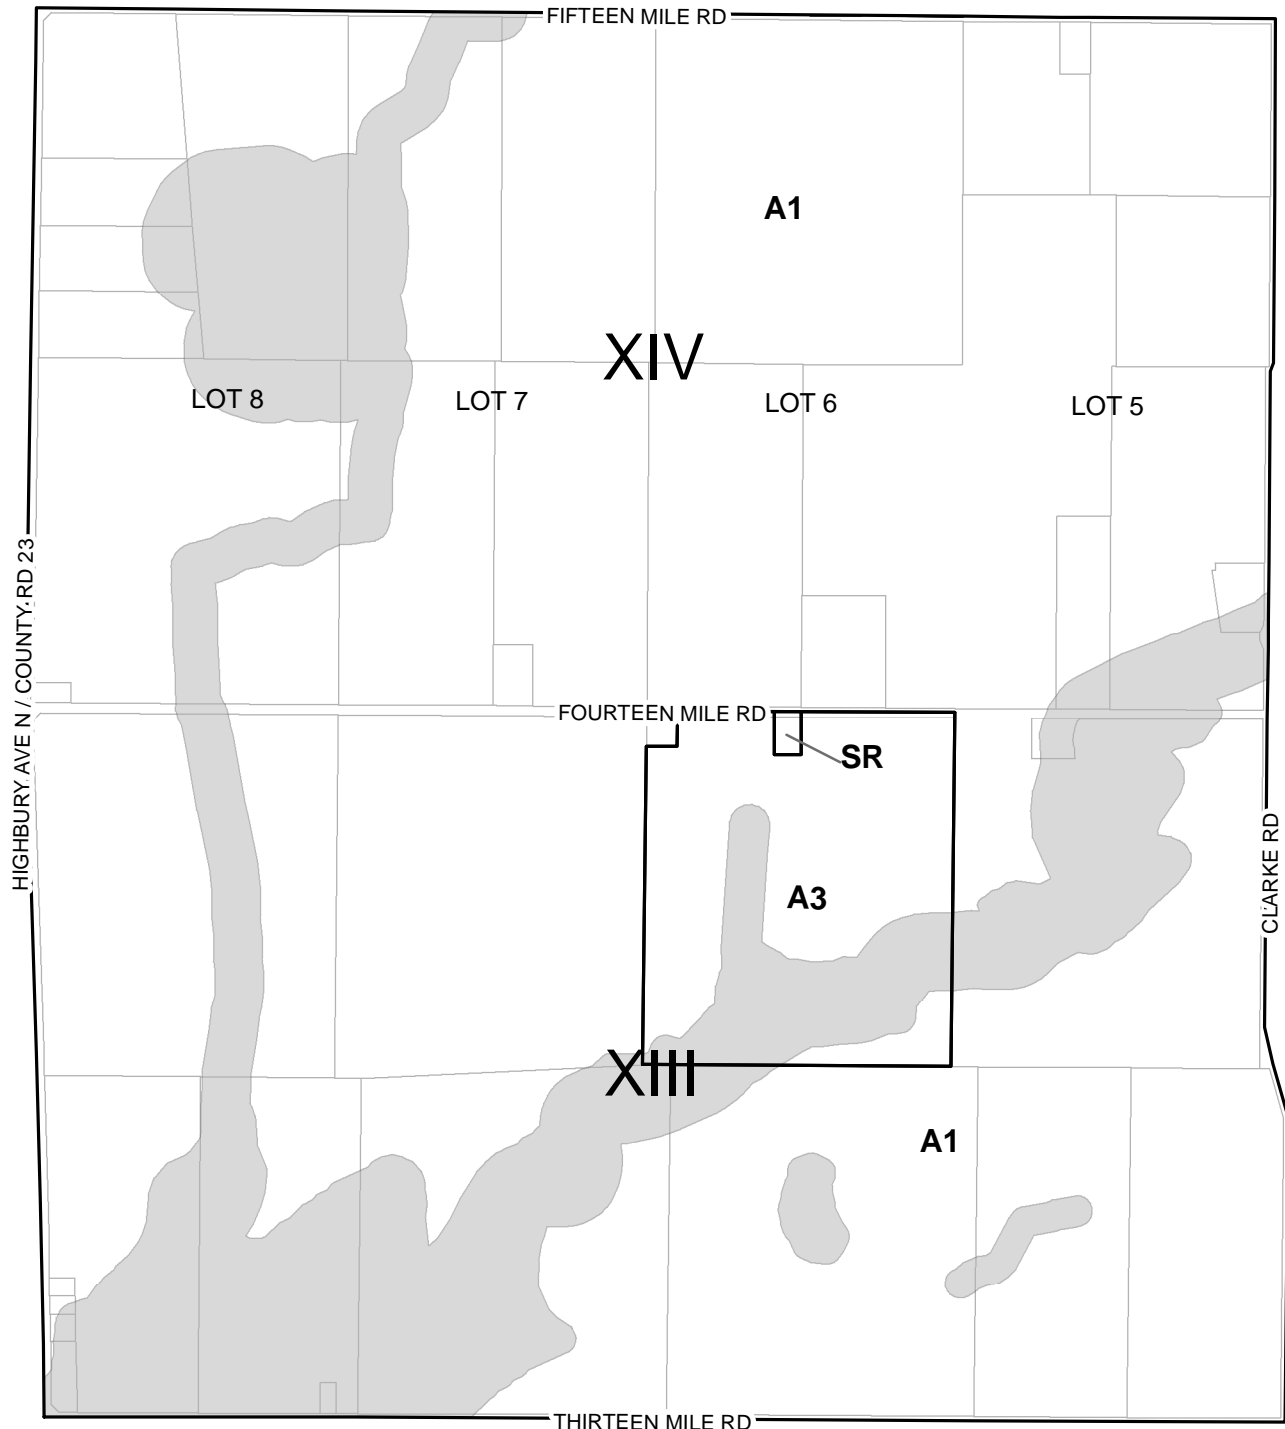 FIFTEEN MILE RD
A1
XIV
LOT 8
LOT 7
LOT 6
LOT 5
HIGHBURY AVE N / COUNTY RD 23
FOURTEEN MILE RD
SR
CLARKE RD
A3
XIII
A1
THIRTEEN MILE RD